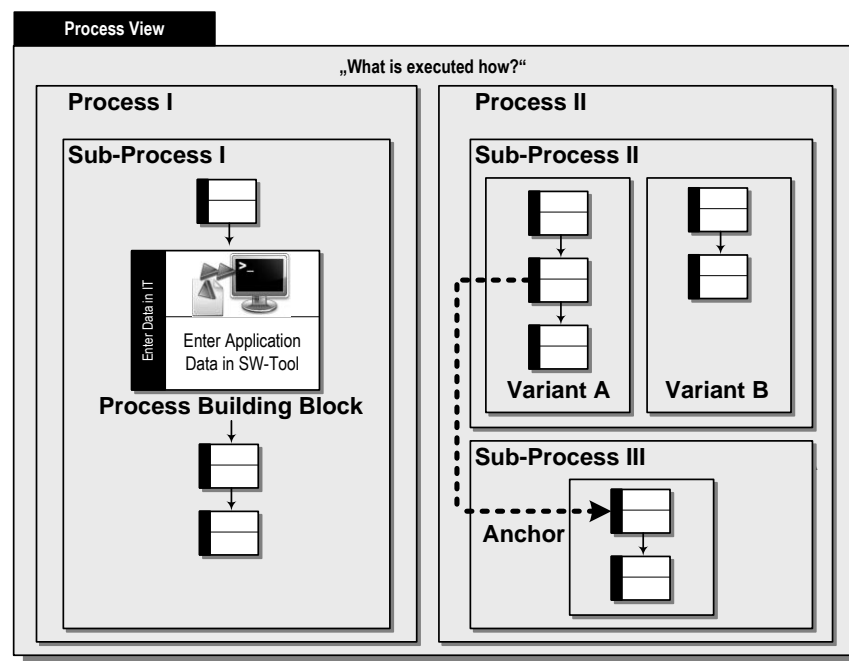 Process View
„What is executed how?“
Process I
Sub-Process I
Enter Data in IT
>_
Enter Application
Data in SW-Tool
Process Building Block
Process II
Sub-Process II
Variant A
Variant B
Sub-Process III
Anchor